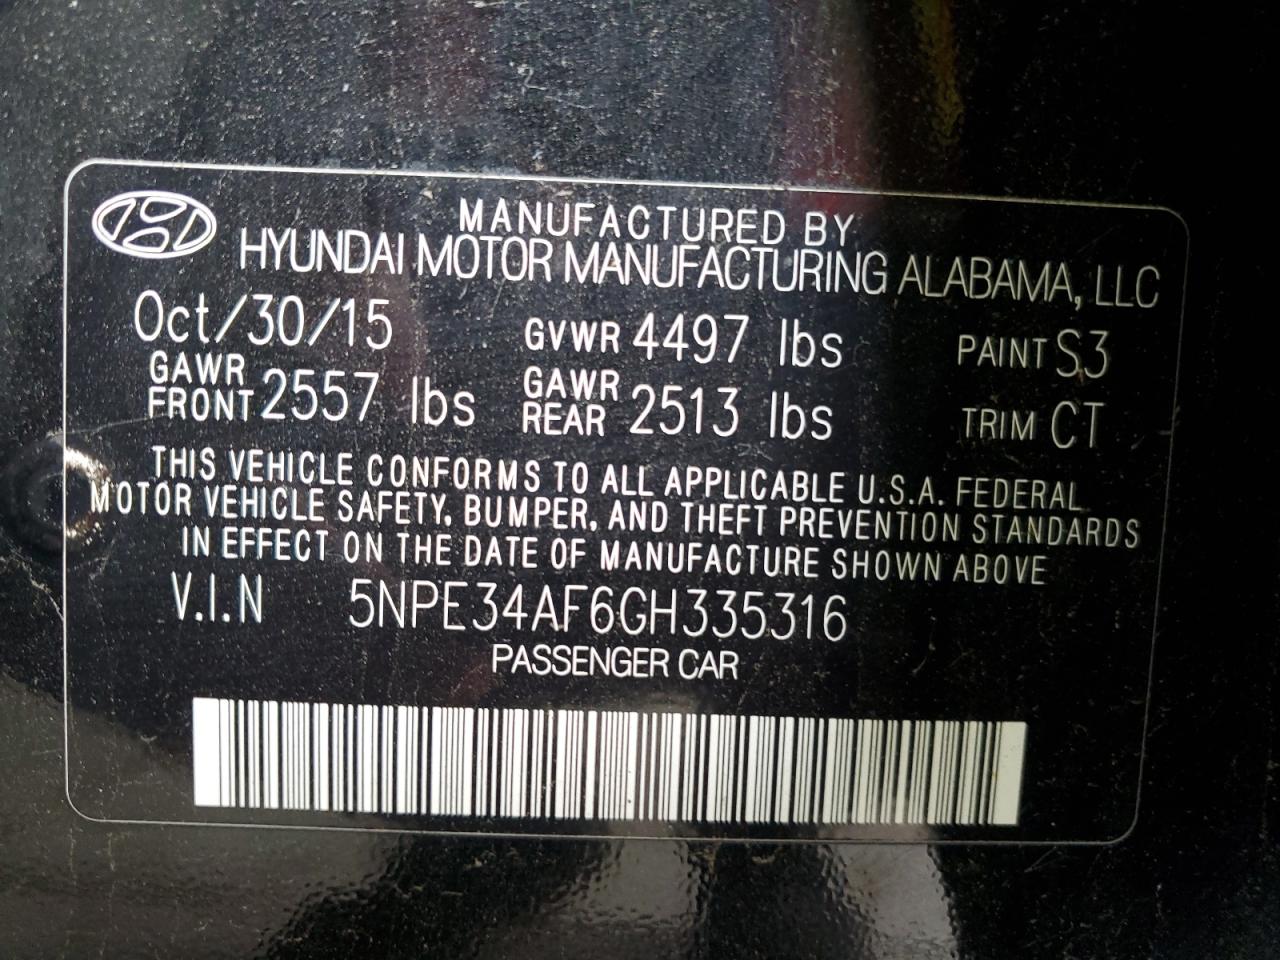 MANUFACTURED BY
HYUNDAI MOTOR MANUFACTURING ALABAMA, LLC
Oct/30/15 GVWR 4497 lbs PAINT S3
GAWR FRONT 2557 lbs GAWR REAR 2513 lbs TRIM CT
THIS VEHICLE CONFORMS TO ALL APPLICABLE U.S.A. FEDERAL
MOTOR VEHICLE SAFETY, BUMPER, AND THEFT PREVENTION STANDARDS
IN EFFECT ON THE DATE OF MANUFACTURE SHOWN ABOVE
V.I.N 5NPE34AF6GH335316
PASSENGER CAR